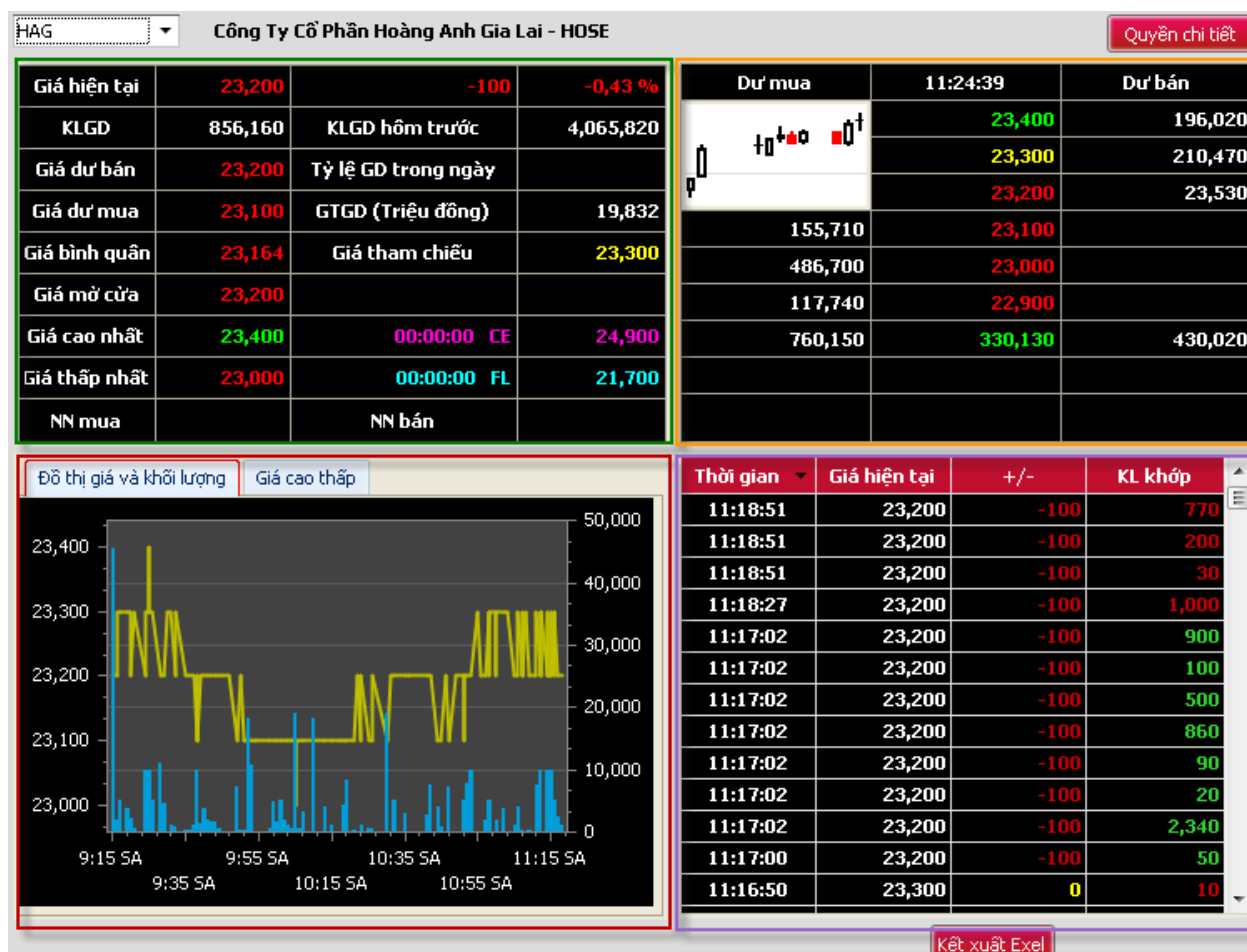 HAG Công Ty Cổ Phần Hoàng Anh Gia Lai - HOSE Quyền chi tiết
Giá hiện tại 23,200 -100 -0,43 %
KLGD 856,160 KLGD hôm trước 4,065,820
Giá dư bán 23,200 Tỷ lệ GD trong ngày
Giá dư mua 23,100 GTGD (Triệu đồng) 19,832
Giá bình quân 23,164 Giá tham chiếu 23,300
Giá mở cửa 23,200
Giá cao nhất 23,400 00:00:00 CE 24,900
Giá thấp nhất 23,000 00:00:00 FL 21,700
NN mua NN bán
Dư mua 11:24:39 Dư bán
23,400 196,020
23,300 210,470
23,200 23,530
155,710 23,100
486,700 23,000
117,740 22,900
760,150 330,130 430,020
Đồ thị giá và khối lượng Giá cao thấp
50,000
23,400
40,000
23,300
30,000
23,200
20,000
23,100
10,000
23,000
0
9:15 SA 9:55 SA 10:35 SA 11:15 SA
9:35 SA 10:15 SA 10:55 SA
Thời gian Giá hiện tại +/- KL khớp
11:18:51 23,200 -100 770
11:18:51 23,200 -100 200
11:18:51 23,200 -100 30
11:18:27 23,200 -100 1,000
11:17:02 23,200 -100 900
11:17:02 23,200 -100 100
11:17:02 23,200 -100 500
11:17:02 23,200 -100 860
11:17:02 23,200 -100 90
11:17:02 23,200 -100 20
11:17:02 23,200 -100 2,340
11:17:00 23,200 -100 50
11:16:50 23,300 0 10
Kết xuất Exel